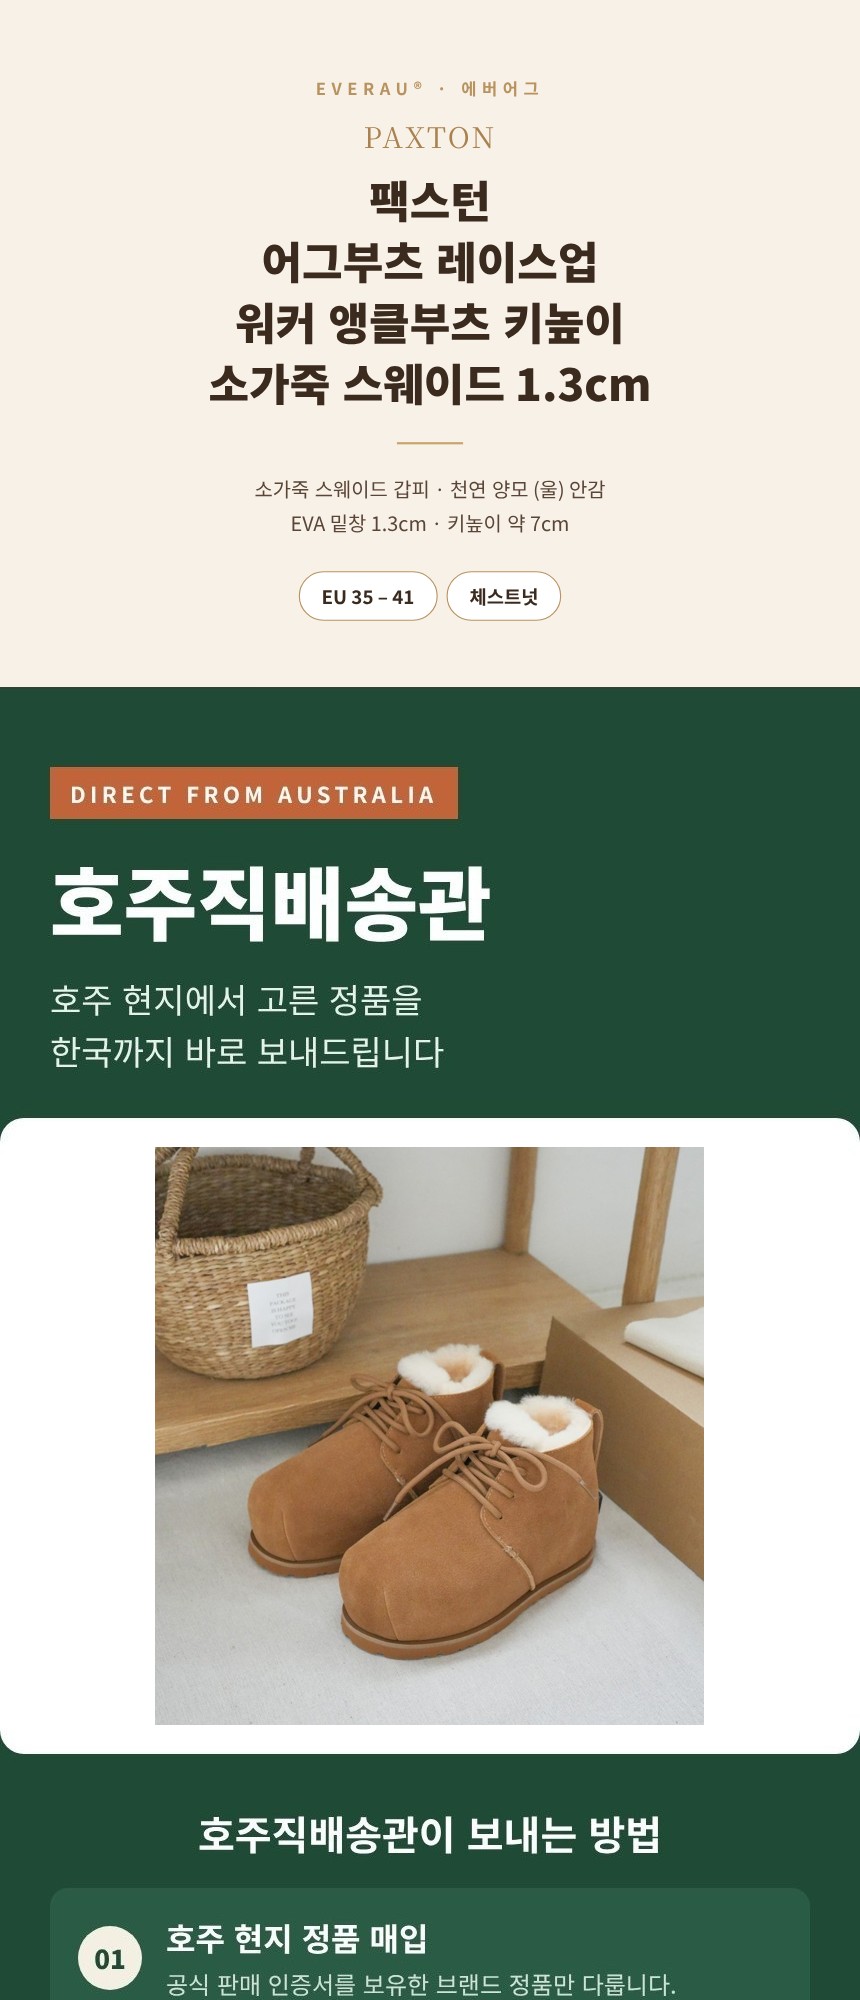 EVERAU® · 에버어그
PAXTON
팩스턴
어그부츠 레이스업
워커 앵클부츠 키높이
소가죽 스웨이드 1.3cm
소가죽 스웨이드 갑피 · 천연 양모 (울) 안감
EVA 밑창 1.3cm · 키높이 약 7cm
EU 35 – 41
체스트넛
DIRECT FROM AUSTRALIA
호주직배송관
호주 현지에서 고른 정품을
한국까지 바로 보내드립니다
호주직배송관이 보내는 방법
01
호주 현지 정품 매입
공식 판매 인증서를 보유한 브랜드 정품만 다룹니다.